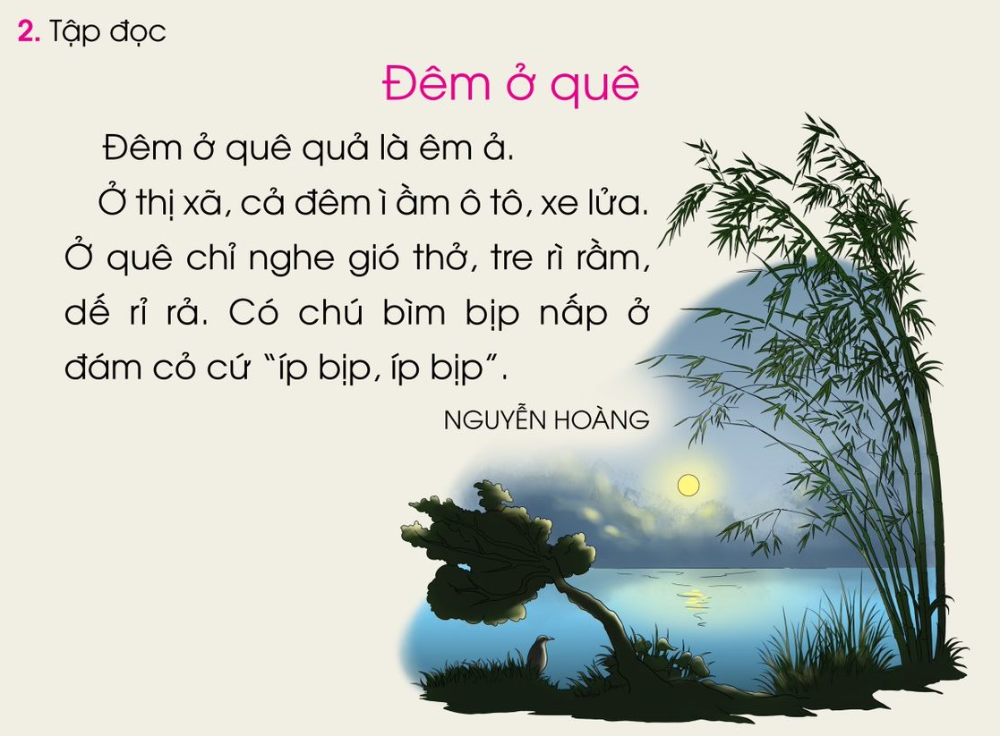 2. Tập đọc
Đêm ở quê
Đêm ở quê quả là êm ả.
Ở thị xã, cả đêm ì ầm ô tô, xe lửa.
Ở quê chỉ nghe gió thở, tre rì rầm,
dế rỉ rả. Có chú bìm bịp nấp ở
đám cỏ cứ “íp bịp, íp bịp”.
NGUYỄN HOÀNG